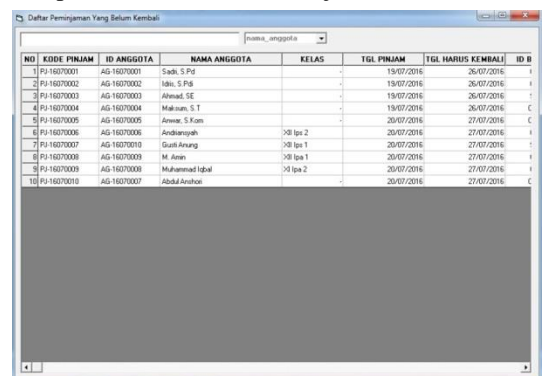 Daftar Peminjaman Yang Belum Kembali
nama_anggota
NO KODE PINJAM ID ANGGOTA NAMA ANGGOTA KELAS TGL PINJAM TGL HARUS KEMBALI ID B
1 PJ-16070001 AG-16070001 Sadri, S.Pd - 19/07/2016 26/07/2016
2 PJ-16070002 AG-16070002 Idris, S.Pdi - 19/07/2016 26/07/2016
3 PJ-16070003 AG-16070003 Ahmad, SE - 19/07/2016 26/07/2016
4 PJ-16070004 AG-16070004 Maksum, S.T - 19/07/2016 26/07/2016
5 PJ-16070005 AG-16070005 Anwar, S.Kom - 20/07/2016 27/07/2016
6 PJ-16070006 AG-16070006 Andriansyah XII Ips 2 20/07/2016 27/07/2016
7 PJ-16070007 AG-16070010 Gusti Anung XII Ips 1 20/07/2016 27/07/2016
8 PJ-16070008 AG-16070009 M. Amin XII Ipa 1 20/07/2016 27/07/2016
9 PJ-16070009 AG-16070008 Muhammad Iqbal XI Ipa 2 20/07/2016 27/07/2016
10 PJ-16070010 AG-16070007 Abdul Anshori - 20/07/2016 27/07/2016